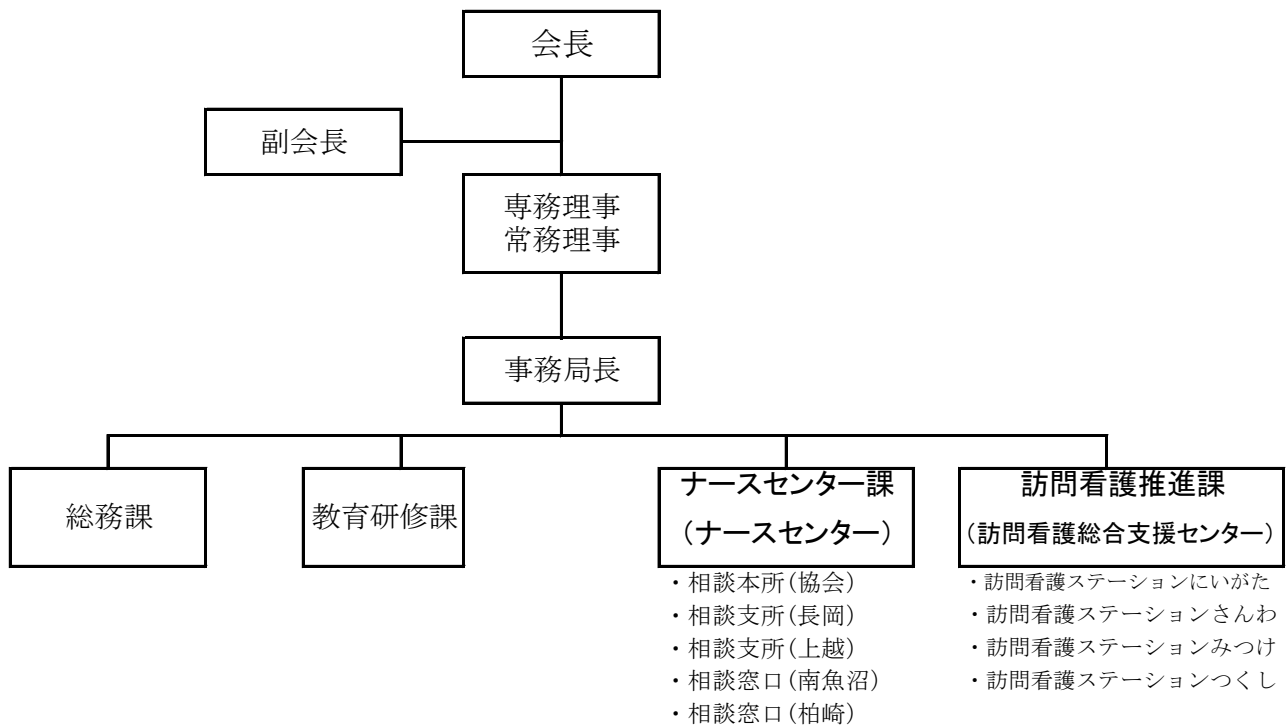 会長
副会長
専務理事
常務理事
事務局長
総務課
教育研修課
ナースセンター課
（ナースセンター）
・相談本所(協会)
・相談支所(長岡)
・相談支所(上越)
・相談窓口(南魚沼)
・相談窓口(柏崎)
訪問看護推進課
(訪問看護総合支援センター)
・訪問看護ステーションにいがた
・訪問看護ステーションさんわ
・訪問看護ステーションみつけ
・訪問看護ステーションつくし